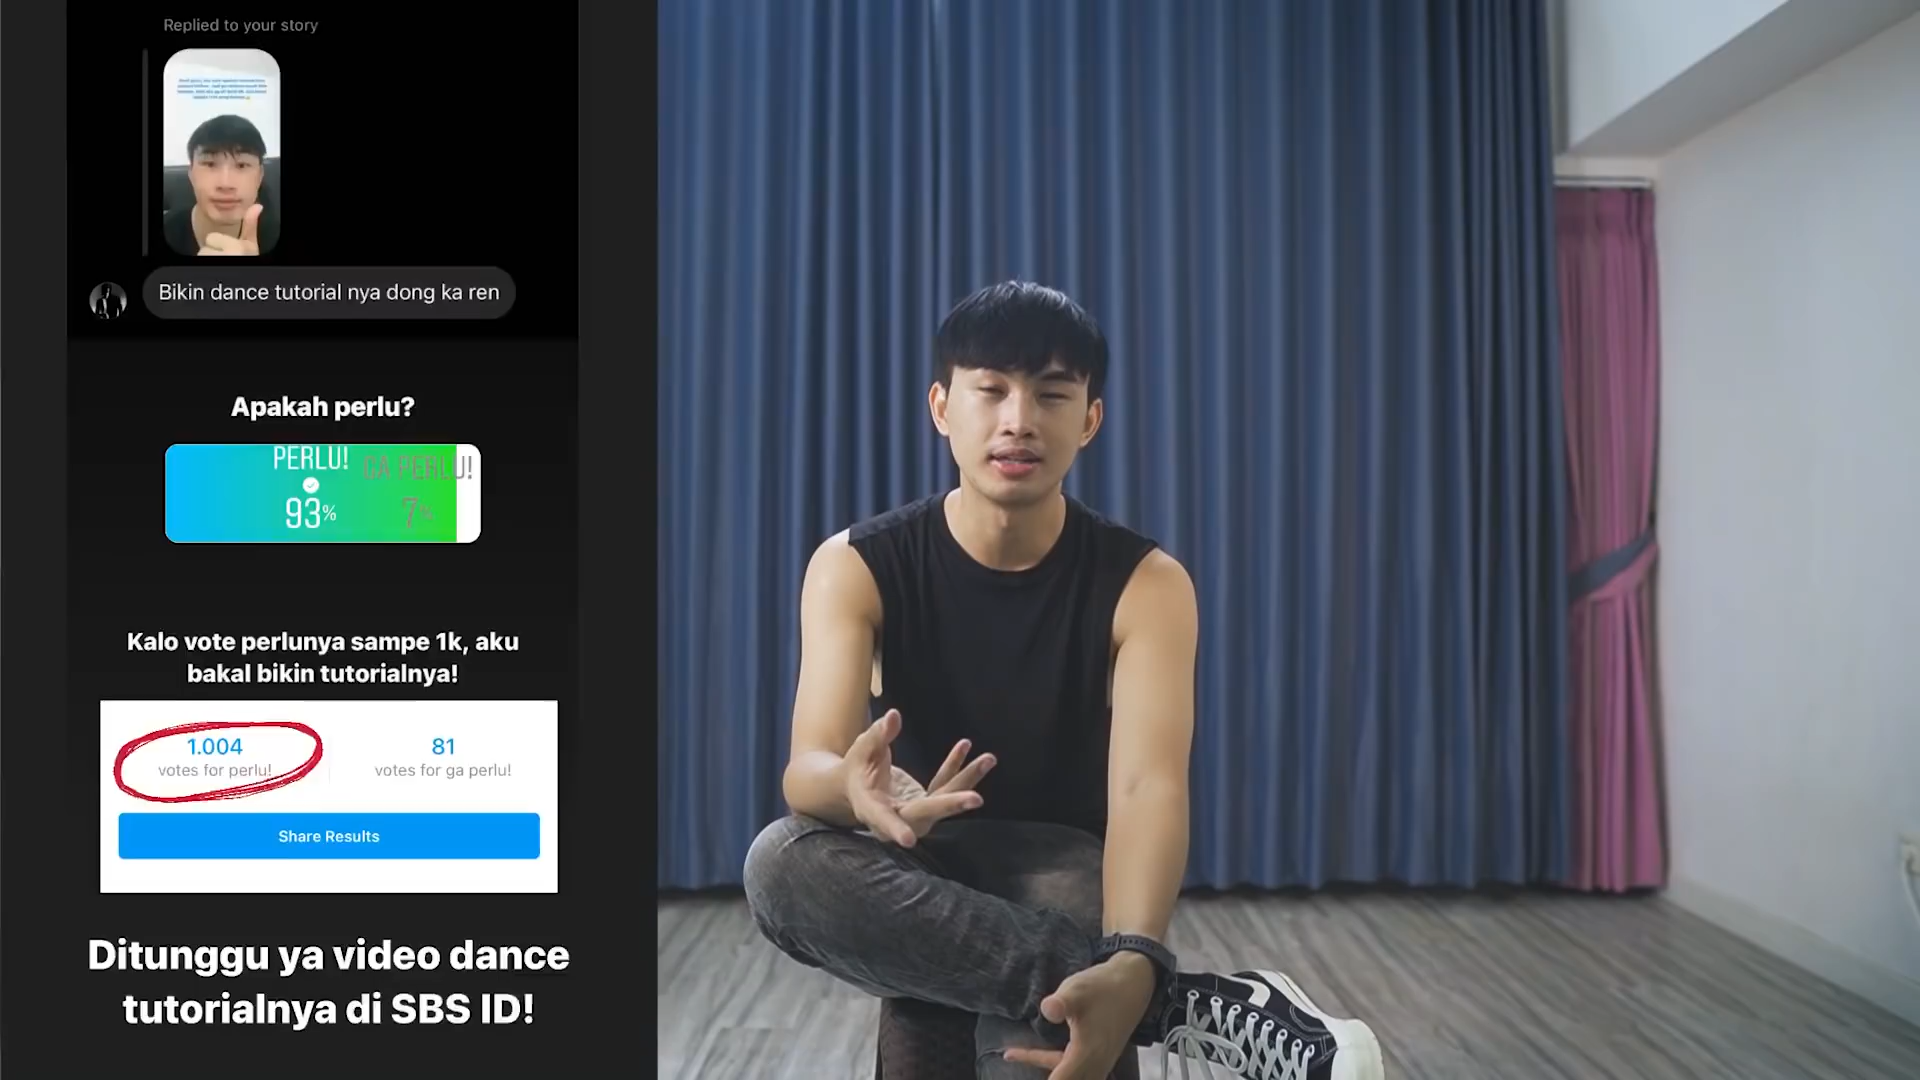 Replied to your story
Bikin dance tutorial nya dong ka ren
Apakah perlu?
PERLU! GA PERLU!
93% 7%
Kalo vote perlunya sampe 1k, aku
bakal bikin tutorialnya!
1.004 81
votes for perlu! votes for ga perlu!
Share Results
Ditunggu ya video dance
tutorialnya di SBS ID!